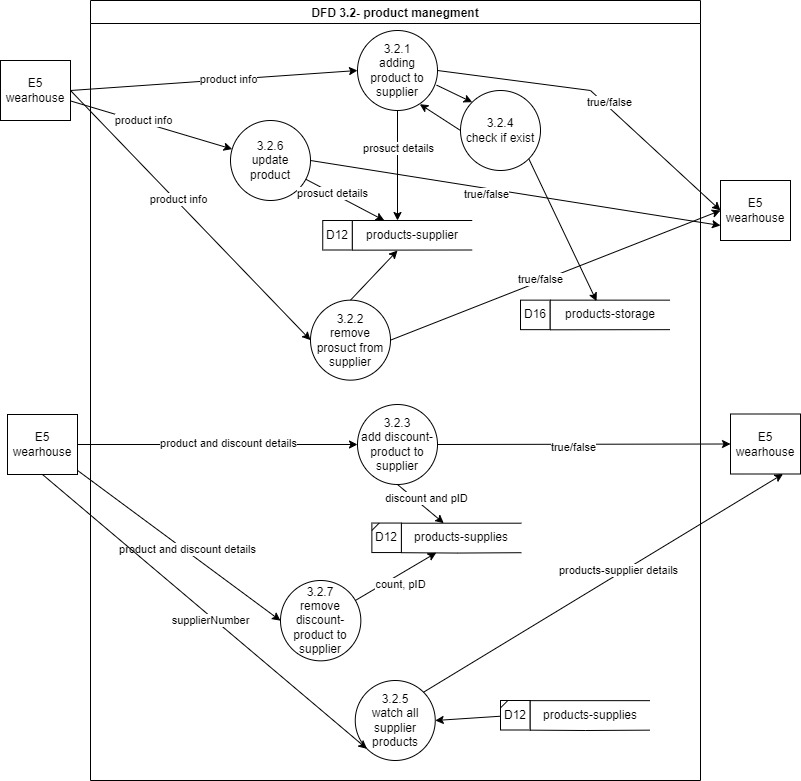 DFD 3.2- product manegment
E5
wearhouse
product info
3.2.1
adding
product to
supplier
true/false
product info
3.2.4
check if exist
3.2.6
update
product
prosuct details
product info
prosuct details
true/false
E5
wearhouse
D12
products-supplier
true/false
D16
products-storage
3.2.2
remove
prosuct from
supplier
E5
wearhouse
product and discount details
3.2.3
add discount-
product to
supplier
true/false
E5
wearhouse
discount and pID
D12
products-supplies
product and discount details
products-supplier details
count, pID
3.2.7
remove
discount-
product to
supplier
supplierNumber
3.2.5
watch all
supplier
products
D12
products-supplies